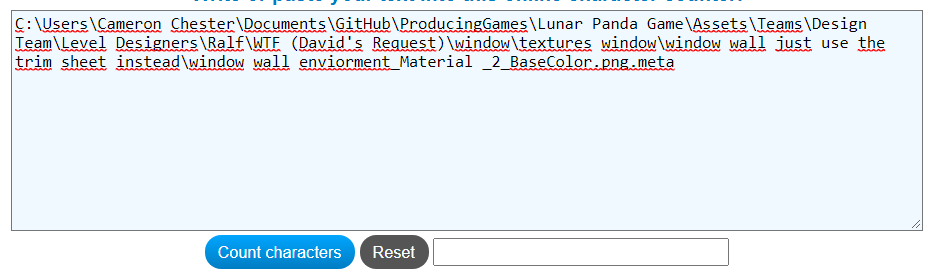 C:\Users\Cameron Chester\Documents\GitHub\ProducingGames\Lunar Panda Game\Assets\Teams\Design
Team\Level Designers\Ralf\WTF (David's Request)\window\textures window\window wall just use the
trim sheet instead\window wall enviorment_Material _2_BaseColor.png.meta
Count characters
Reset